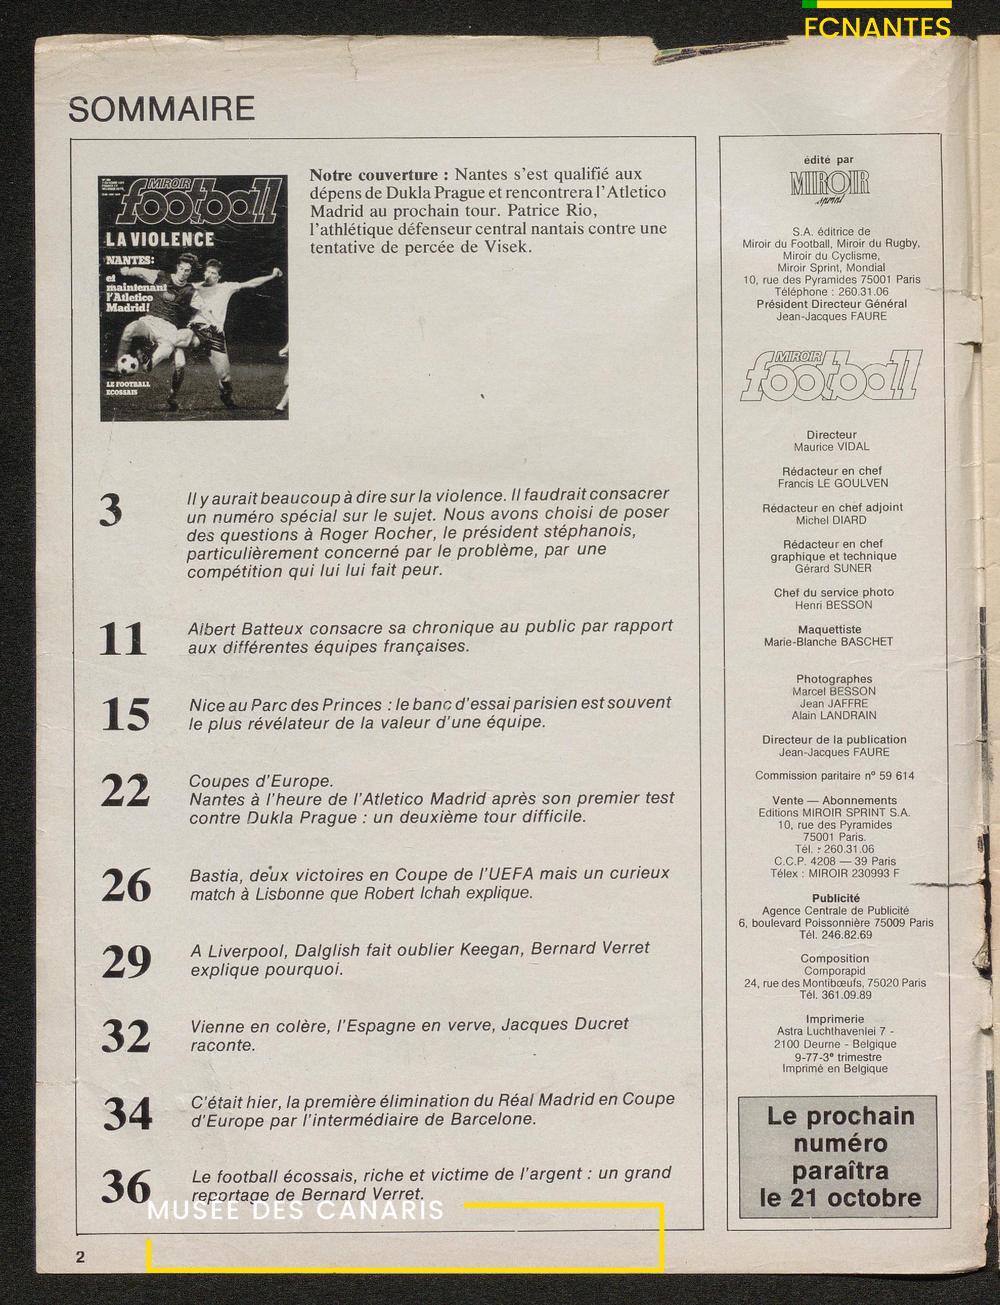 FCNANTES
SOMMAIRE
MIROIR
football
LA VIOLENCE
NANTES:
et
maintenant
l'Atletico
Madrid!
LE FOOTBALL
ECOSSAIS
Notre couverture : Nantes s'est qualifié aux
dépens de Dukla Prague et rencontrera l'Atletico
Madrid au prochain tour. Patrice Rio,
l'athlétique défenseur central nantais contre une
tentative de percée de Visek.
3
Il y aurait beaucoup à dire sur la violence. Il faudrait consacrer
un numéro spécial sur le sujet. Nous avons choisi de poser
des questions à Roger Rocher, le président stéphanois,
particulièrement concerné par le problème, par une
compétition qui lui lui fait peur.
11
Albert Batteux consacre sa chronique au public par rapport
aux différentes équipes françaises.
15
Nice au Parc des Princes : le banc d'essai parisien est souvent
le plus révélateur de la valeur d'une équipe.
22
Coupes d'Europe.
Nantes à l'heure de l'Atletico Madrid après son premier test
contre Dukla Prague : un deuxième tour difficile.
26
Bastia, deux victoires en Coupe de l'UEFA mais un curieux
match à Lisbonne que Robert Ichah explique.
29
A Liverpool, Dalglish fait oublier Keegan, Bernard Verret
explique pourquoi.
32
Vienne en colère, l'Espagne en verve, Jacques Ducret
raconte.
34
C'était hier, la première élimination du Réal Madrid en Coupe
d'Europe par l'intermédiaire de Barcelone.
36
Le football écossais, riche et victime de l'argent : un grand
reportage de Bernard Verret.
MUSÉE DES CANARIS
2
édité par
MIROIR
sprint
S.A. éditrice de
Miroir du Football, Miroir du Rugby,
Miroir du Cyclisme,
Miroir Sprint, Mondial
10, rue des Pyramides 75001 Paris
Téléphone : 260.31.06
Président Directeur Général
Jean-Jacques FAURE
MIROIR
football
Directeur
Maurice VIDAL
Rédacteur en chef
Francis LE GOULVEN
Rédacteur en chef adjoint
Michel DIARD
Rédacteur en chef
graphique et technique
Gérard SUNER
Chef du service photo
Henri BESSON
Maquettiste
Marie-Blanche BASCHET
Photographes
Marcel BESSON
Jean JAFFRE
Alain LANDRAIN
Directeur de la publication
Jean-Jacques FAURE
Commission paritaire n° 59 614
Vente — Abonnements
Editions MIROIR SPRINT S.A.
10, rue des Pyramides
75001 Paris.
Tél. : 260.31.06
C.C.P. 4208 — 39 Paris
Télex : MIROIR 230993 F
Publicité
Agence Centrale de Publicité
6, boulevard Poissonnière 75009 Paris
Tél. 246.82.69
Composition
Comporapid
24, rue des Montibœufs, 75020 Paris
Tél. 361.09.89
Imprimerie
Astra Luchthavenlei 7 -
2100 Deurne - Belgique
9-77-3e trimestre
Imprimé en Belgique
Le prochain
numéro
paraîtra
le 21 octobre